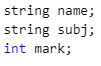 string name;
string subj;
int mark;